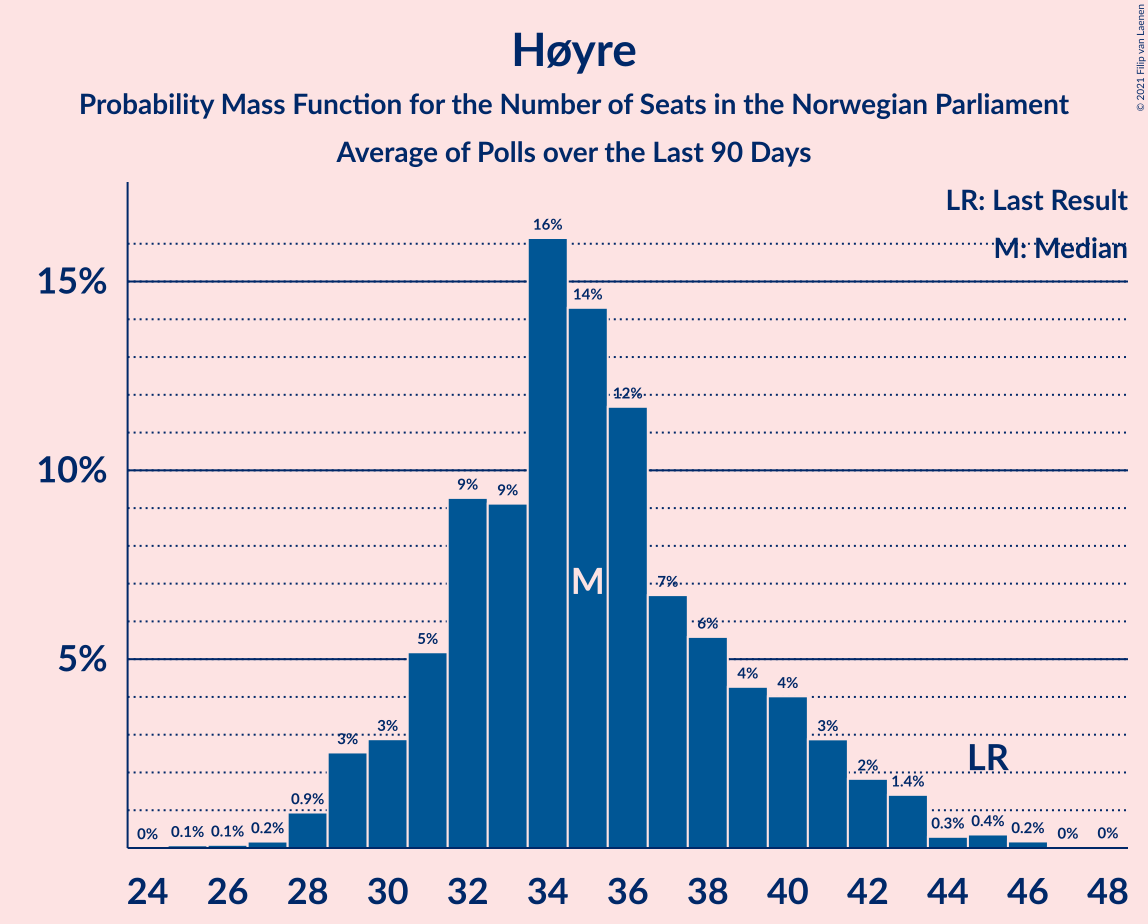 Høyre
Probability Mass Function for the Number of Seats in the Norwegian Parliament
Average of Polls over the Last 90 Days
© 2021 Filip van Laenen
LR: Last Result
M: Median
15%
10%
5%
0% 0.1% 0.1% 0.2% 0.9% 3% 3% 5% 9% 9% 16% 14% 12% 7% 6% 4% 4% 3% 2% 1.4% 0.3% 0.4% 0.2% 0% 0%
M
LR
24 26 28 30 32 34 36 38 40 42 44 46 48